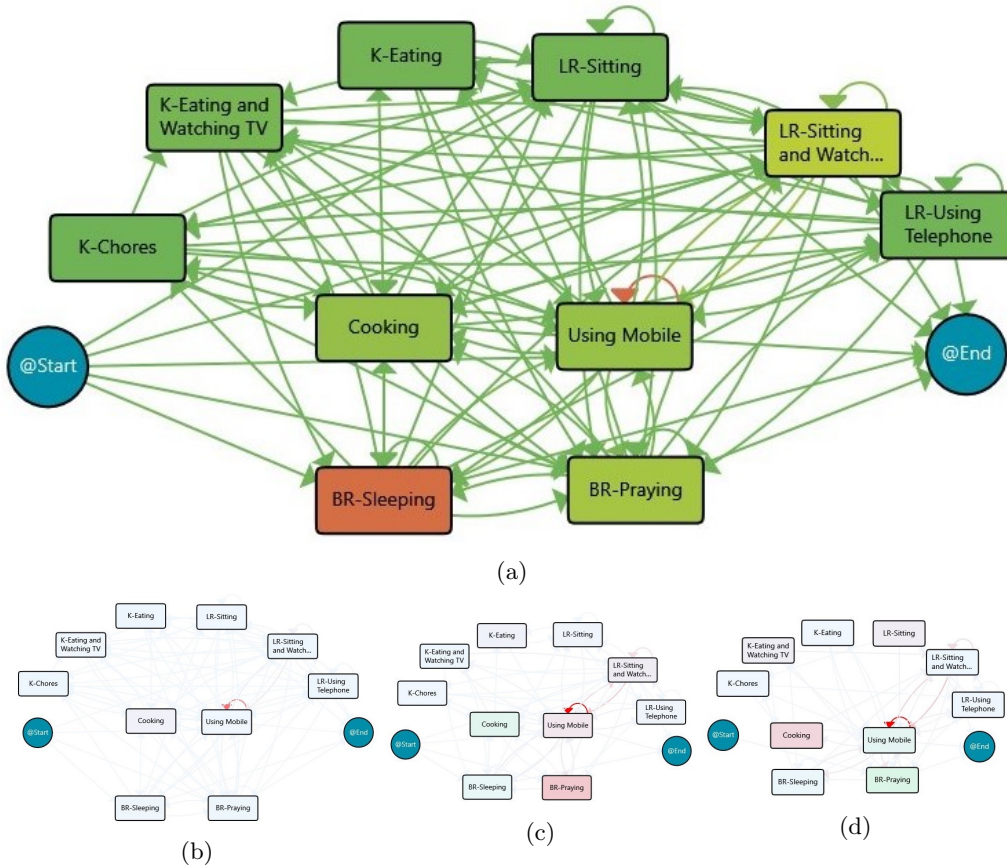 K-Eating
LR-Sitting
K-Eating and
Watching TV
LR-Sitting
and Watch...
LR-Using
Telephone
K-Chores
Cooking
Using Mobile
@Start
@End
BR-Sleeping
BR-Praying
(a)
K-Eating
LR-Sitting
K-Eating and
Watching TV
LR-Sitting
and Watch...
K-Chores
LR-Using
Telephone
Cooking
Using Mobile
@Start
@End
BR-Sleeping
BR-Praying
(b)
K-Eating
LR-Sitting
K-Eating and
Watching TV
LR-Sitting
and Watch...
K-Chores
LR-Using
Telephone
Cooking
Using Mobile
@Start
@End
BR-Sleeping
BR-Praying
(c)
K-Eating
LR-Sitting
K-Eating and
Watching TV
LR-Sitting
and Watch...
K-Chores
LR-Using
Telephone
Cooking
Using Mobile
@Start
@End
BR-Sleeping
BR-Praying
(d)